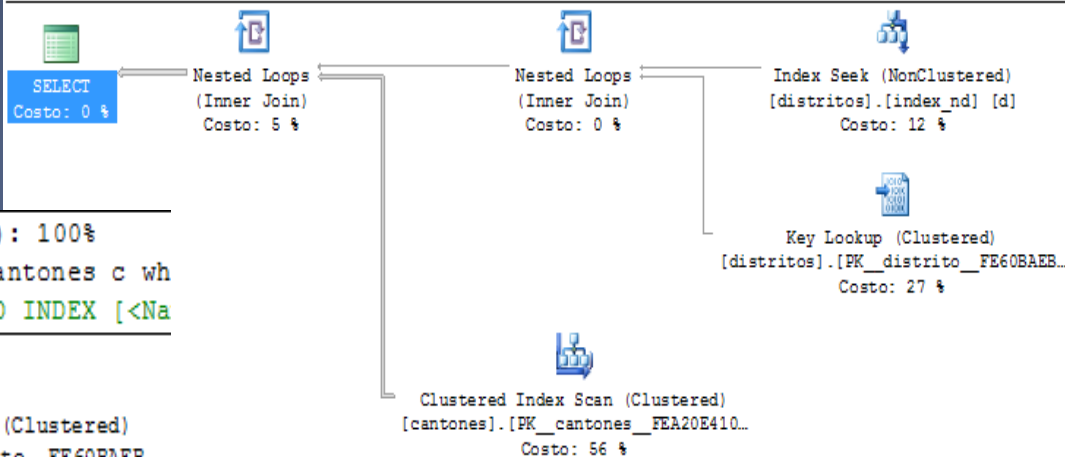 SELECT
Costo: 0 %
Nested Loops
(Inner Join)
Costo: 5 %
Nested Loops
(Inner Join)
Costo: 0 %
Index Seek (NonClustered)
[distritos].[index_nd] [d]
Costo: 12 %
Key Lookup (Clustered)
[distritos].[PK__distrito__FE60BAEB…
Costo: 27 %
Clustered Index Scan (Clustered)
[cantones].[PK__cantones__FEA20E410…
Costo: 56 %
): 100%
antones c wh
INDEX [<Na
(Clustered)